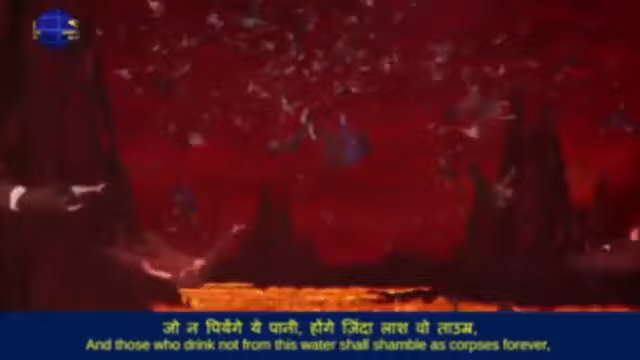 जो न पियेंगे ये पानी, होंगे ज़िंदा लाश वो ताउम्र,
And those who drink not from this water shall shamble as corpses forever,